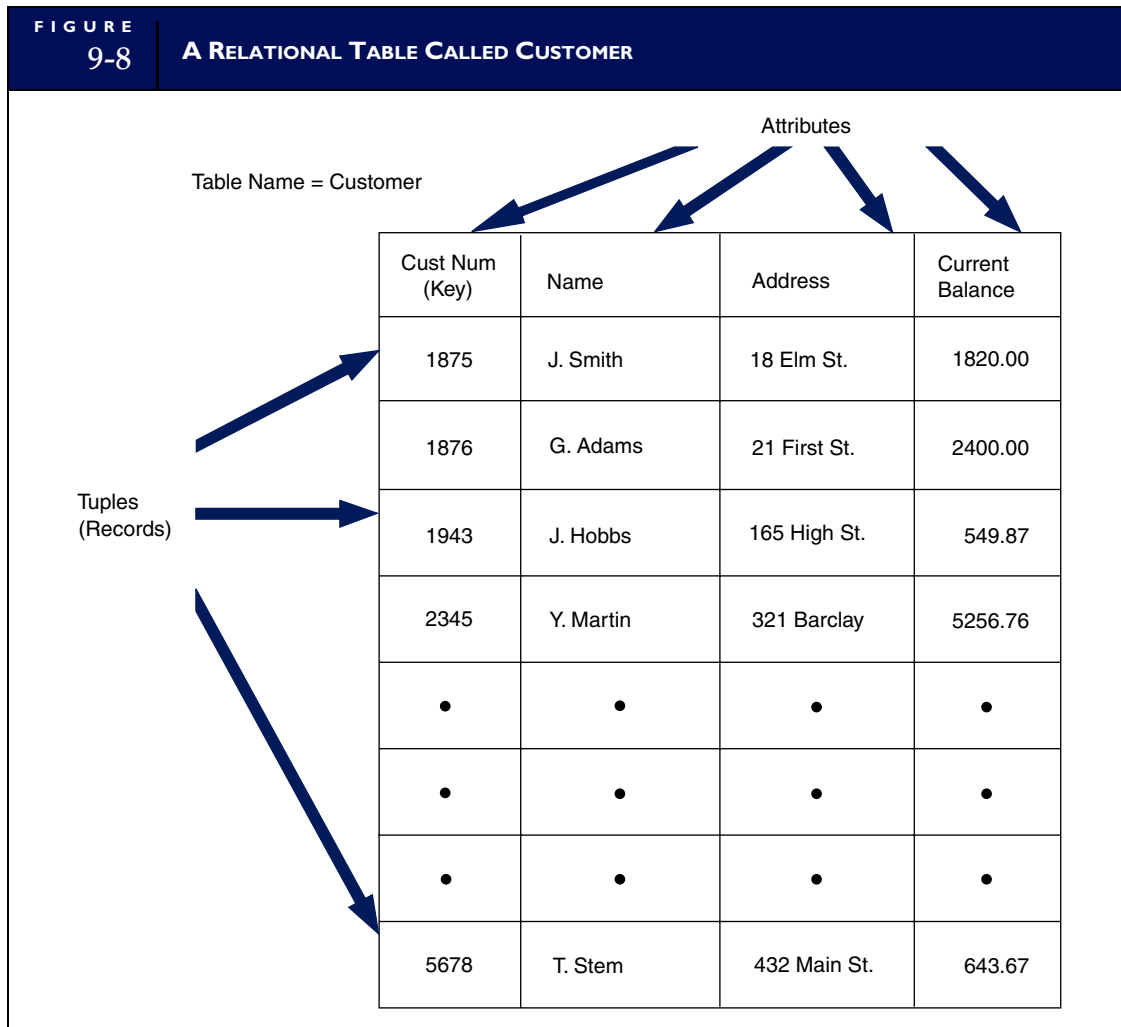 FIGURE
9-8
A RELATIONAL TABLE CALLED CUSTOMER
Attributes
Table Name = Customer
Cust Num
(Key)
Name
Address
Current
Balance
1875 J. Smith 18 Elm St. 1820.00
1876 G. Adams 21 First St. 2400.00
Tuples
(Records)
1943 J. Hobbs 165 High St. 549.87
2345 Y. Martin 321 Barclay 5256.76
5678 T. Stem 432 Main St. 643.67